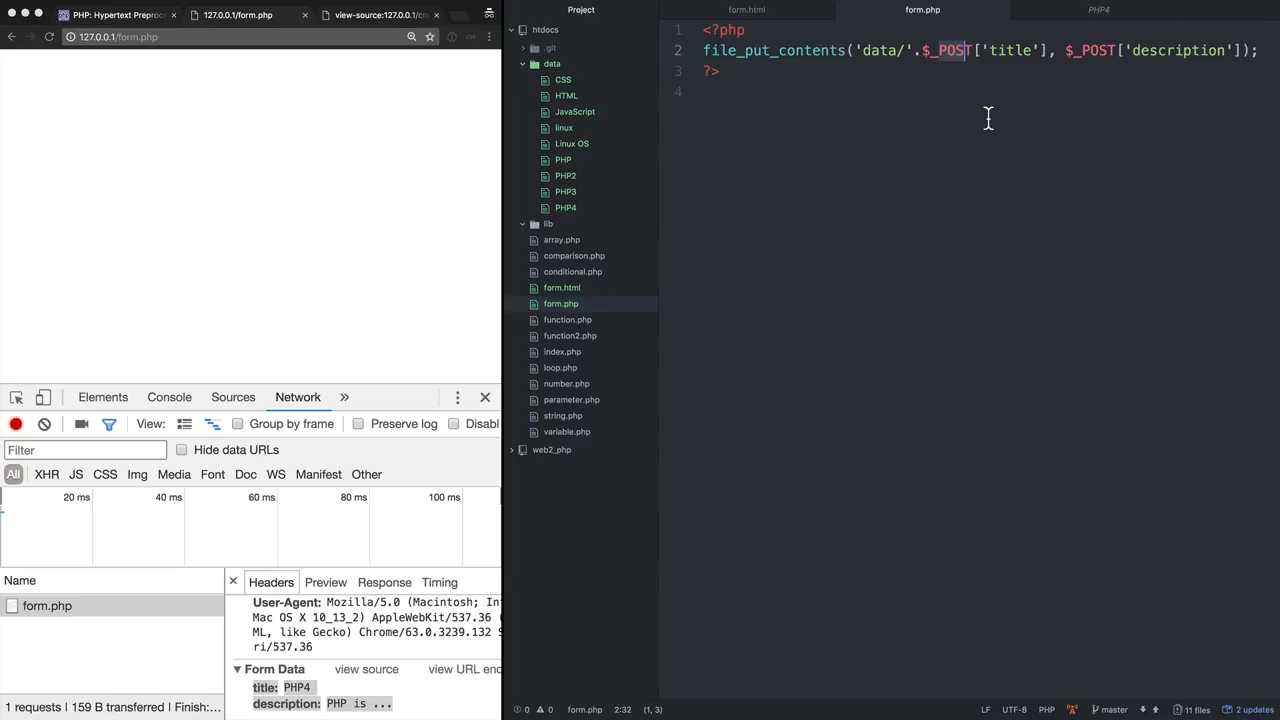 PHP: Hypertext Preproc
127.0.0.1/form.php
view-source:127.0.0.1/cre
127.0.0.1/form.php
Elements
Console
Sources
Network
»
View:
Group by frame
Preserve log
Disabl
Filter
Hide data URLs
All
XHR
JS
CSS
Img
Media
Font
Doc
WS
Manifest
Other
20 ms
40 ms
60 ms
80 ms
100 ms
Name
form.php
1 requests | 159 B transferred | Finish:...
Headers
Preview
Response
Timing
User-Agent: Mozilla/5.0 (Macintosh; In
Mac OS X 10_13_2) AppleWebKit/537.36 (
ML, like Gecko) Chrome/63.0.3239.132 S
ri/537.36
Form Data
view source
view URL enc
title: PHP4
description: PHP is ...
Project
htdocs
.git
data
CSS
HTML
JavaScript
linux
Linux OS
PHP
PHP2
PHP3
PHP4
lib
array.php
comparison.php
conditional.php
form.html
form.php
function.php
function2.php
index.php
loop.php
number.php
parameter.php
string.php
variable.php
web2_php
form.html
form.php
PHP4
1 <?php
2 file_put_contents('data/'.$_POST['title'], $_POST['description']);
3 ?>
4
0
0
form.php
2:32
(1, 3)
LF
UTF-8
PHP
master
11 files
2 updates